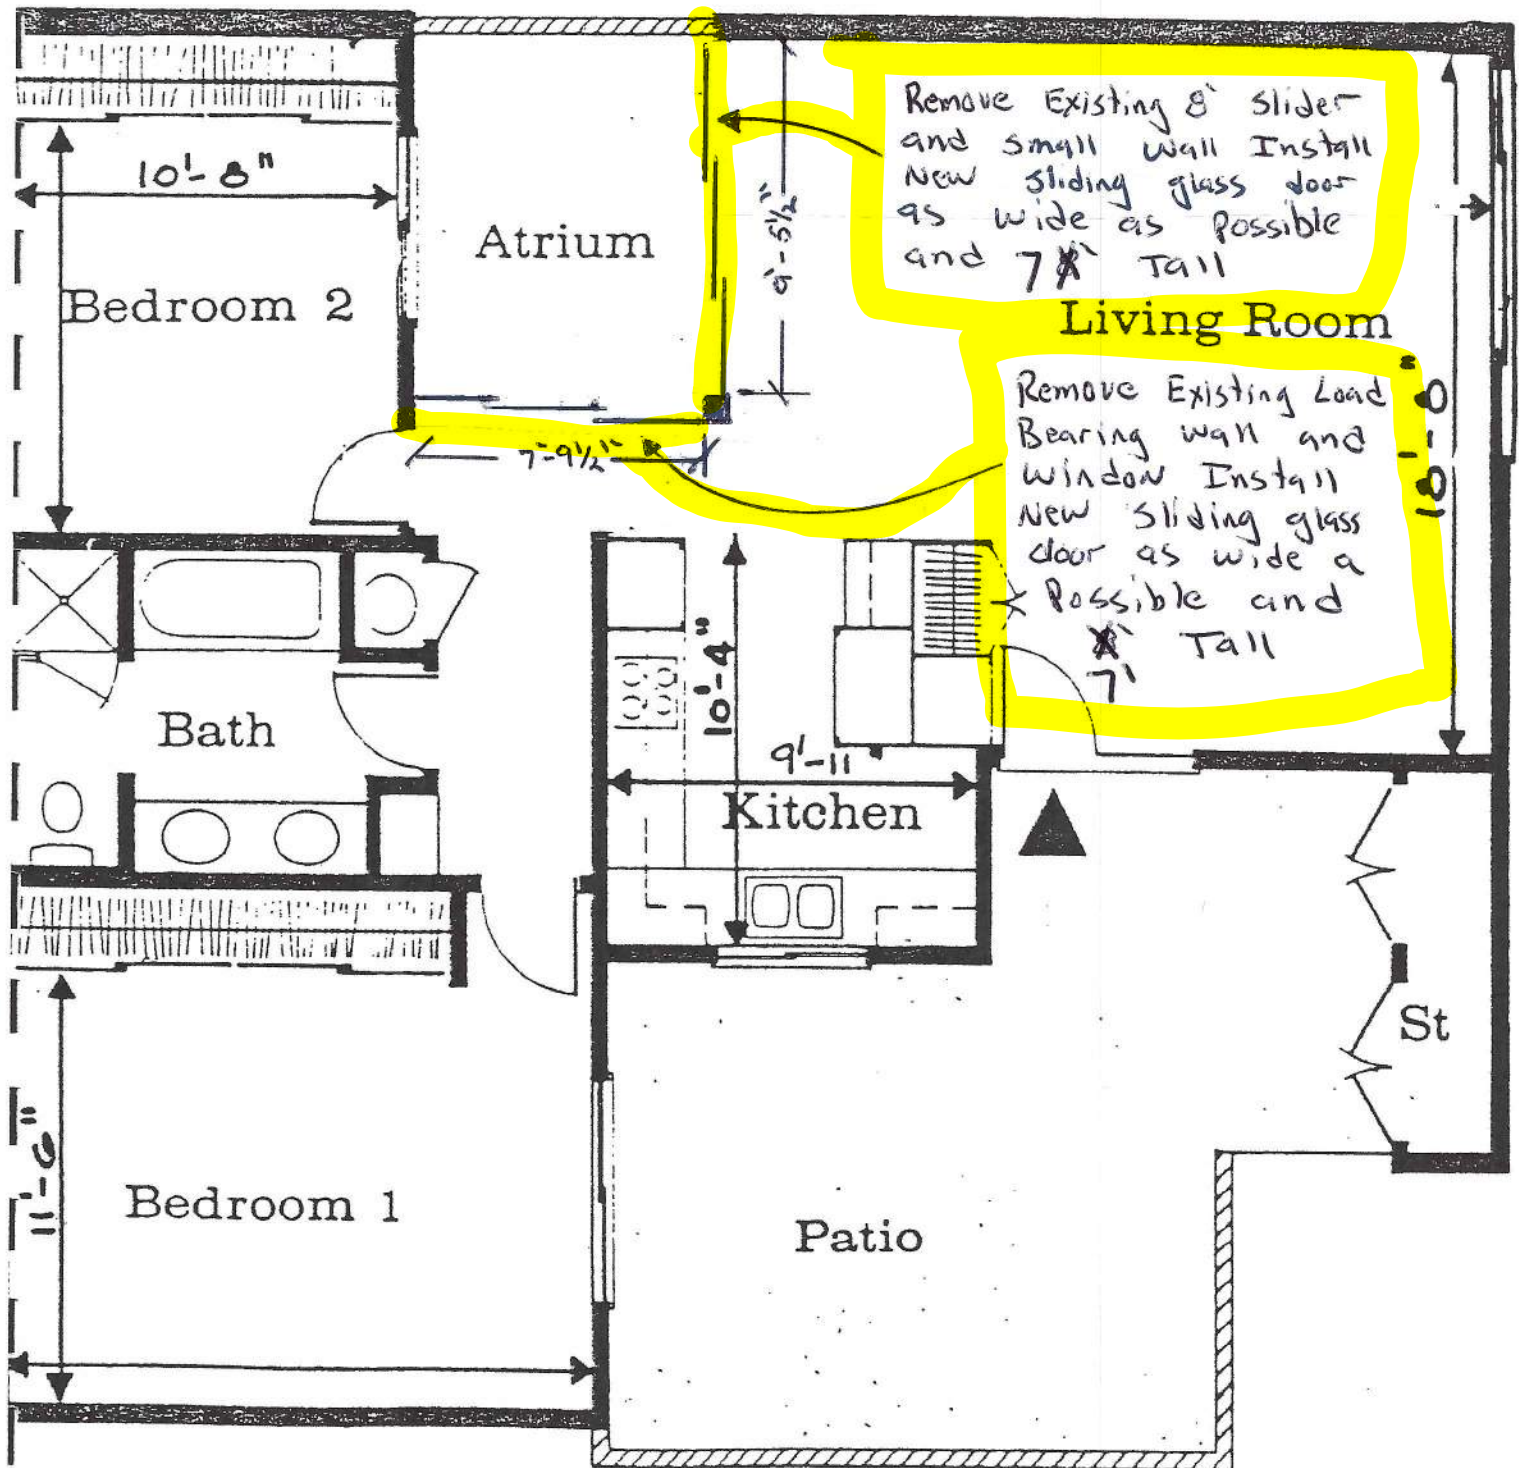 Remove Existing 8' Slider
and small wall Install
New sliding glass door
as wide as Possible
and 7' Tall
10'-8"
9'-5½"
Atrium
Bedroom 2
Living Room
Remove Existing Load
Bearing wall and
Window Install
New Sliding glass
door as wide a
Possible and
7' Tall
18'-0"
7'-9½"
10'-4"
Bath
9'-11"
Kitchen
St
11'-6"
Bedroom 1
Patio